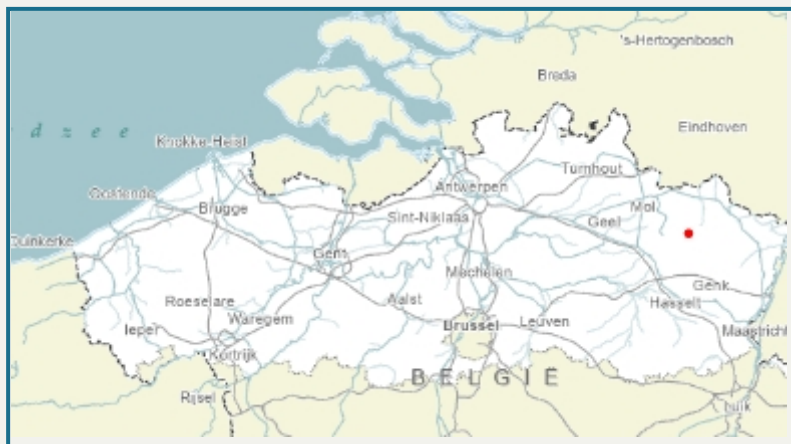 's-Hertogenbosch
Breda
d z e e
Eindhoven
Knokke-Heist
Turnhout
Antwerpen
Oostende
Brugge
Sint-Niklaas
Geel
Mol
Duinkerke
Gent
Mechelen
Genk
Roeselare
Aalst
Hasselt
Ieper
Waregem
Brussel
Leuven
Maastricht
Kortrijk
BELGIË
Rijsel
Luik